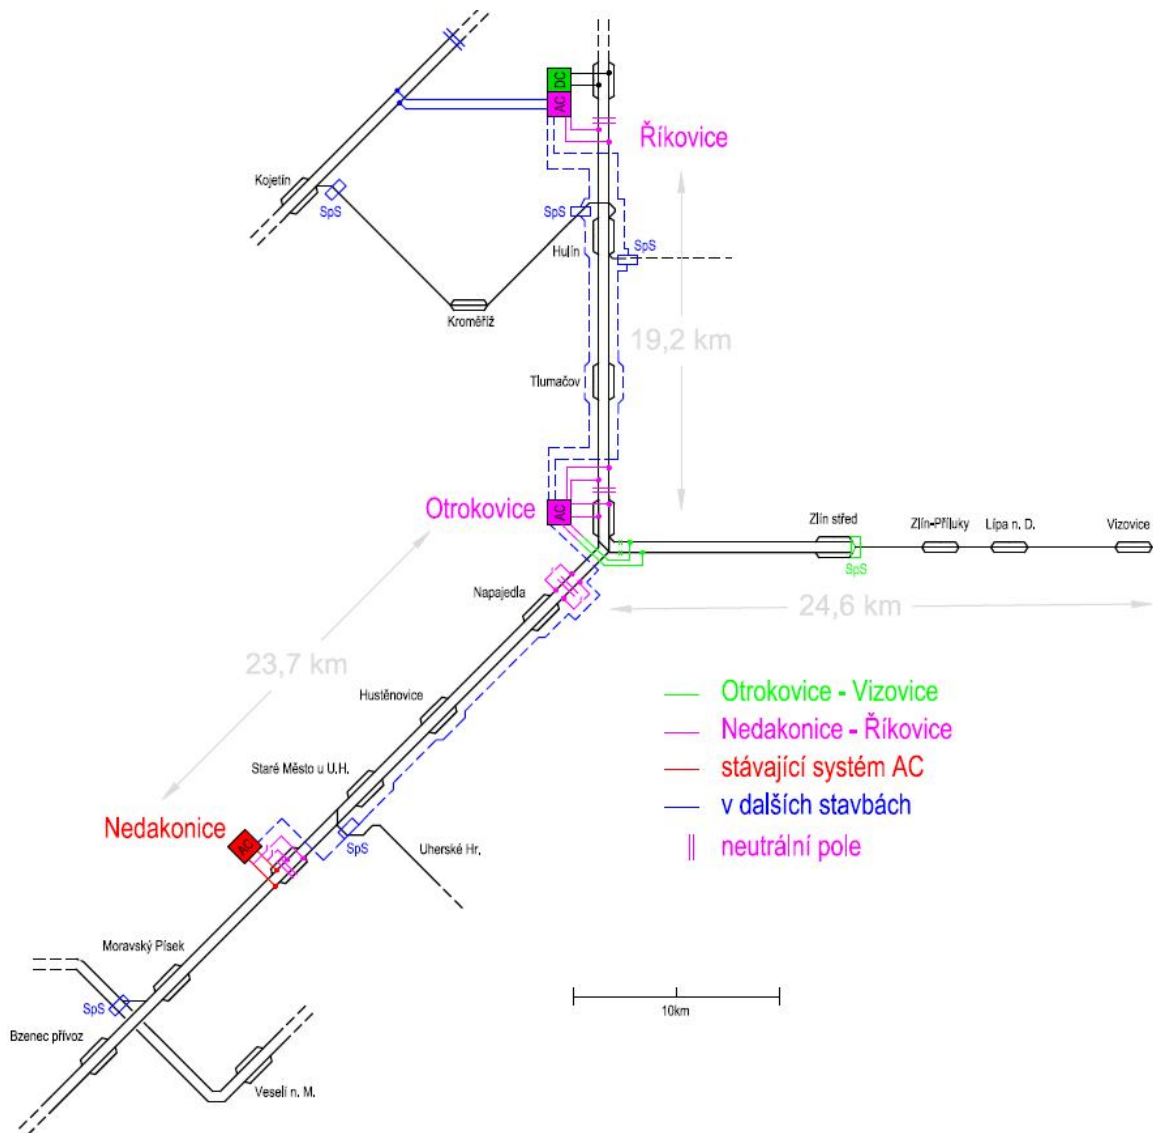 DC
AC
Říkovice
Kojetín
SpS
SpS
SpS
Hulín
Kroměříž
19,2 km
Tlumačov
Otrokovice
AC
Zlín střed
Zlín-Příluky
Lípa n. D.
Vizovice
SpS
Napajedla
24,6 km
23,7 km
Otrokovice - Vizovice
Hustěnovice
Nedakonice - Říkovice
Staré Město u U.H.
stávající systém AC
v dalších stavbách
Nedakonice
AC
SpS
Uherské Hr.
neutrální pole
Moravský Písek
SpS
10km
Bzenec přívoz
Veselí n. M.